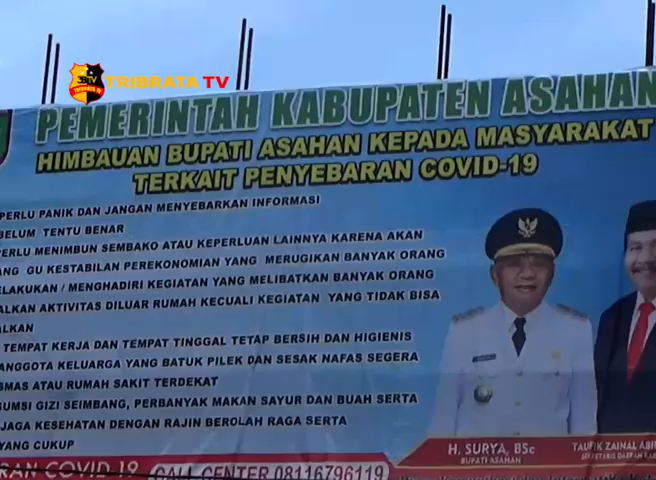 TRIBRATA TV
PEMERINTAH KABUPATEN ASAHAN
HIMBAUAN BUPATI ASAHAN KEPADA MASYARAKAT
TERKAIT PENYEBARAN COVID-19
PERLU PANIK DAN JANGAN MENYEBARKAN INFORMASI
BELUM TENTU BENAR
PERLU MENIMBUN SEMBAKO ATAU KEPERLUAN LAINNYA KARENA AKAN
GU KESTABILAN PEREKONOMIAN YANG MERUGIKAN BANYAK ORANG
LAKUKAN / MENGHADIRI KEGIATAN YANG MELIBATKAN BANYAK ORANG
ALKAN AKTIVITAS DILUAR RUMAH KECUALI KEGIATAN YANG TIDAK BISA
ALKAN
TEMPAT KERJA DAN TEMPAT TINGGAL TETAP BERSIH DAN HIGIENIS
ANGGOTA KELUARGA YANG BATUK PILEK DAN SESAK NAFAS SEGERA
SMAS ATAU RUMAH SAKIT TERDEKAT
UMSI GIZI SEIMBANG, PERBANYAK MAKAN SAYUR DAN BUAH SERTA
JAGA KESEHATAN DENGAN RAJIN BEROLAH RAGA SERTA
YANG CUKUP
H. SURYA, BSc
BUPATI ASAHAN
TAUFIK ZAINAL ABI
SEKRETARIS DAERAH KAB
ARAN COVID-19
CALL CENTER 08116796119